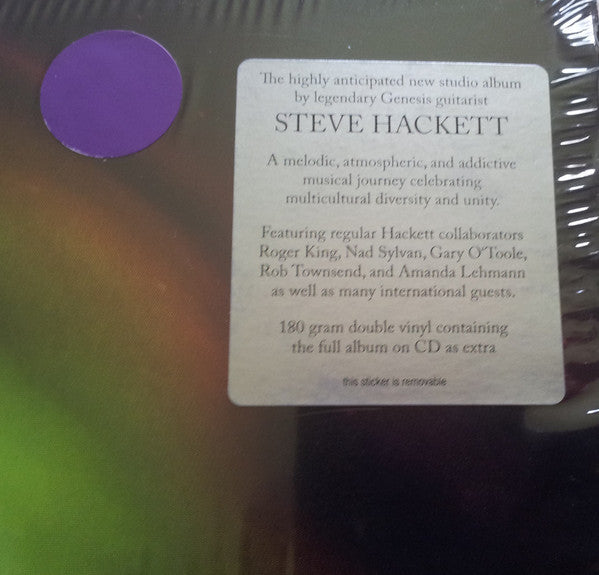 The highly anticipated new studio album
by legendary Genesis guitarist
STEVE HACKETT
A melodic, atmospheric, and addictive
musical journey celebrating
multicultural diversity and unity.
Featuring regular Hackett collaborators
Roger King, Nad Sylvan, Gary O'Toole,
Rob Townsend, and Amanda Lehmann
as well as many international guests.
180 gram double vinyl containing
the full album on CD as extra
this sticker is removable